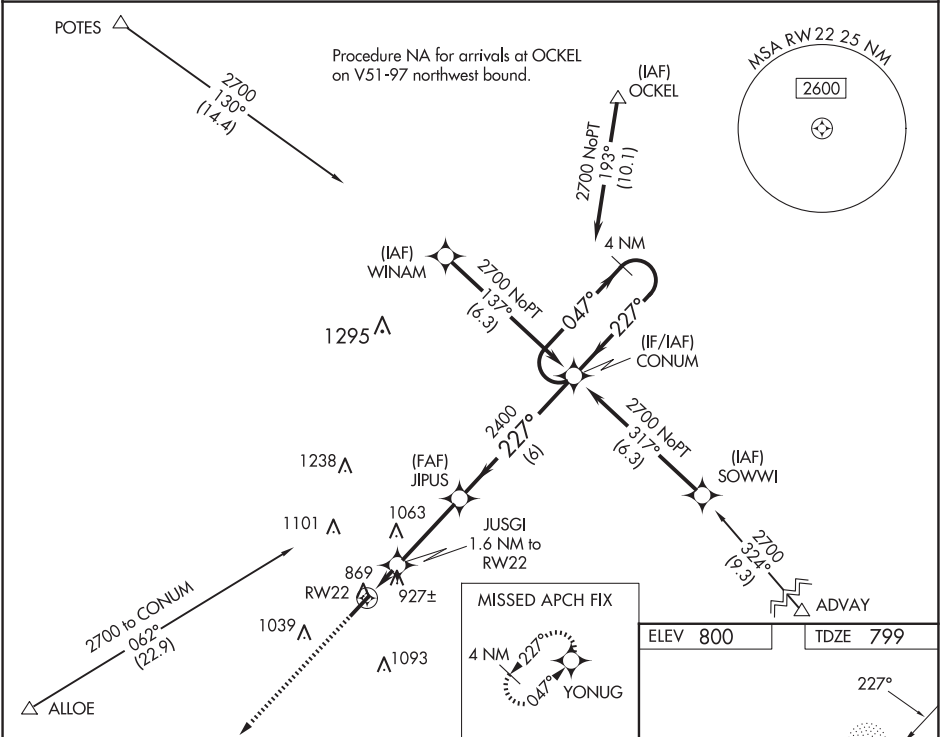 POTES
2700
130°
(14.4)
Procedure NA for arrivals at OCKEL
on V51-97 northwest bound.
(IAF)
OCKEL
2700 NoPT
193°
(10.1)
MSA RW 22 25 NM
2600
4 NM
047°
227°
(IAF)
WINAM
2700 NoPT
137°
(6.3)
(IF/IAF)
CONUM
1295
2400
227°
(6)
2700 NoPT
317°
(6.3)
(IAF)
SOWWI
1238
(FAF)
JIPUS
1101
1063
JUSGI
1.6 NM to
RW22
2700
324°
(9.3)
ADVAY
869
RW22
927±
1039
1093
2700 to CONUM
062°
(22.9)
ALLOE
MISSED APCH FIX
4 NM
227°
047°
YONUG
ELEV 800
TDZE 799
227°